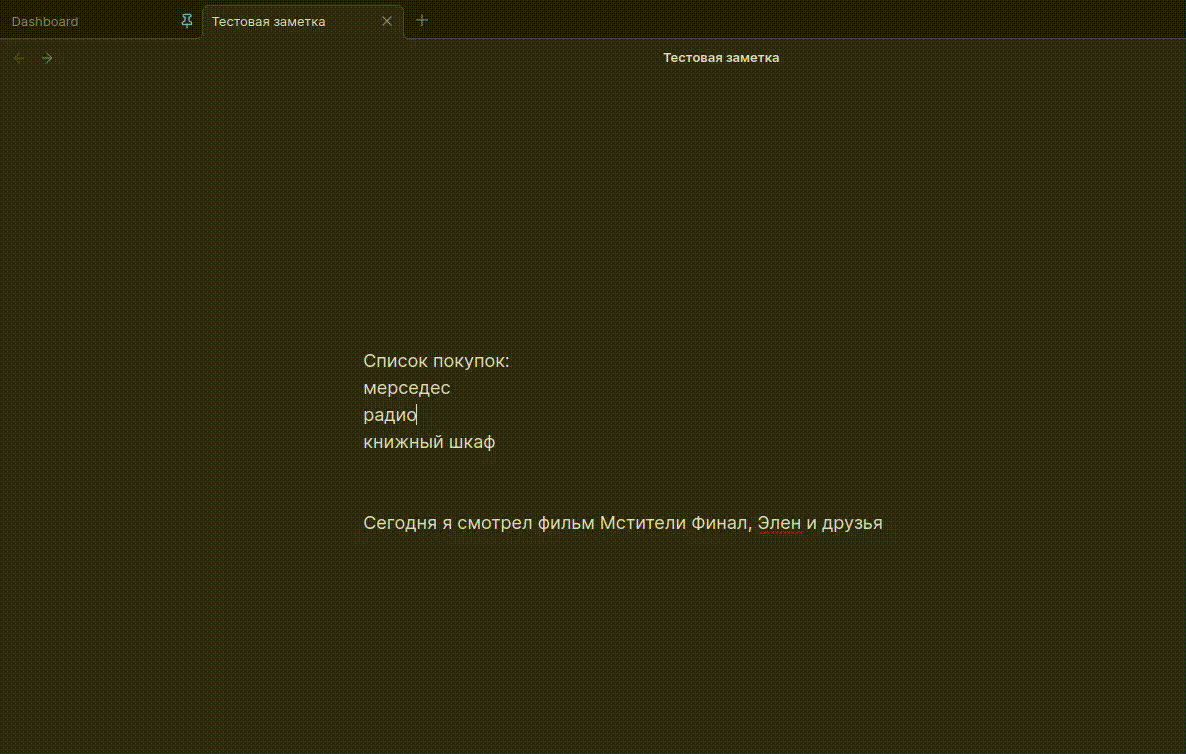 Dashboard
Тестовая заметка
Тестовая заметка
Список покупок:
мерседес
радио
книжный шкаф
Сегодня я смотрел фильм Мстители Финал, Элен и друзья